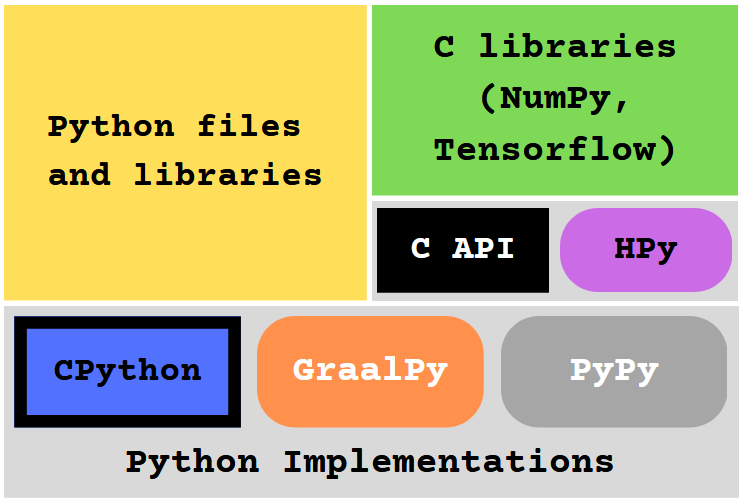 Python files
and libraries
C libraries
(NumPy,
Tensorflow)
C API
HPy
CPython
GraalPy
PyPy
Python Implementations